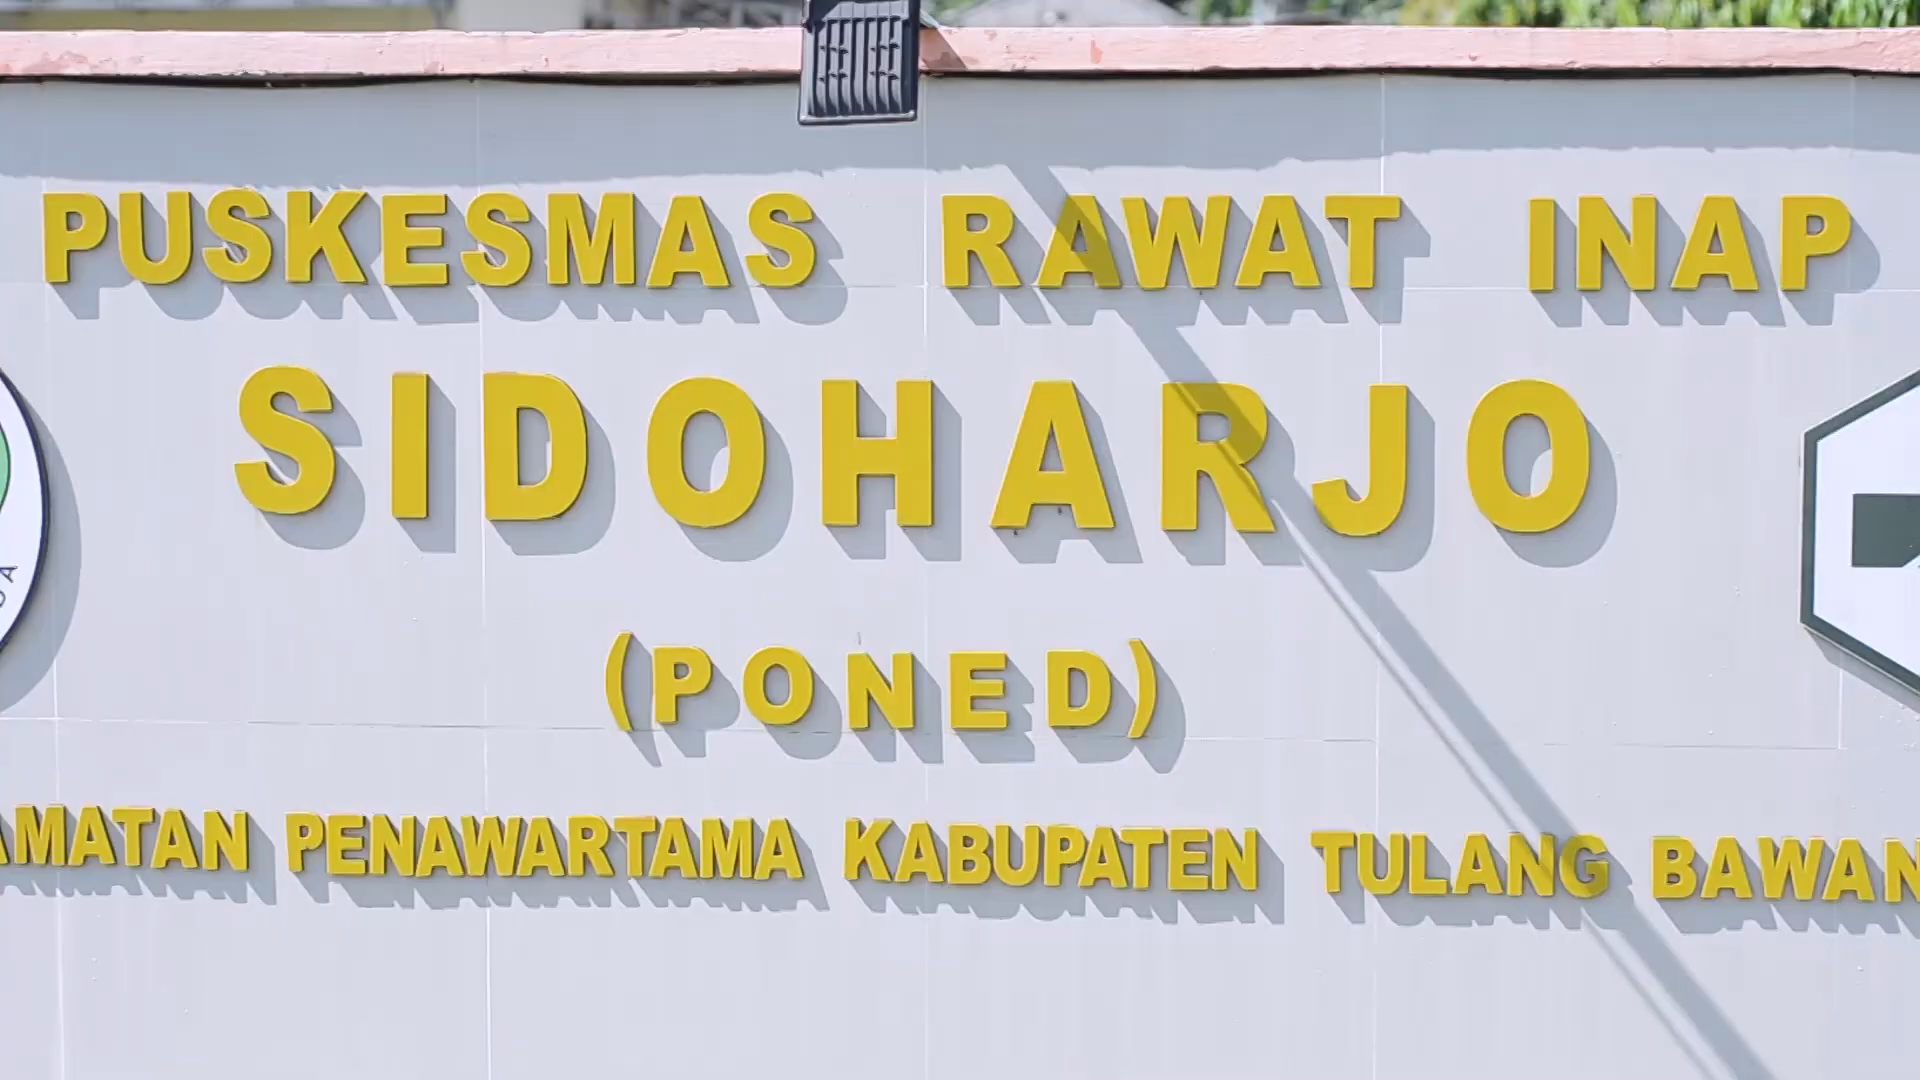 PUSKESMAS RAWAT INAP
SIDOHARJO
(PONED)
AMATAN PENAWARTAMA KABUPATEN TULANG BAWAN